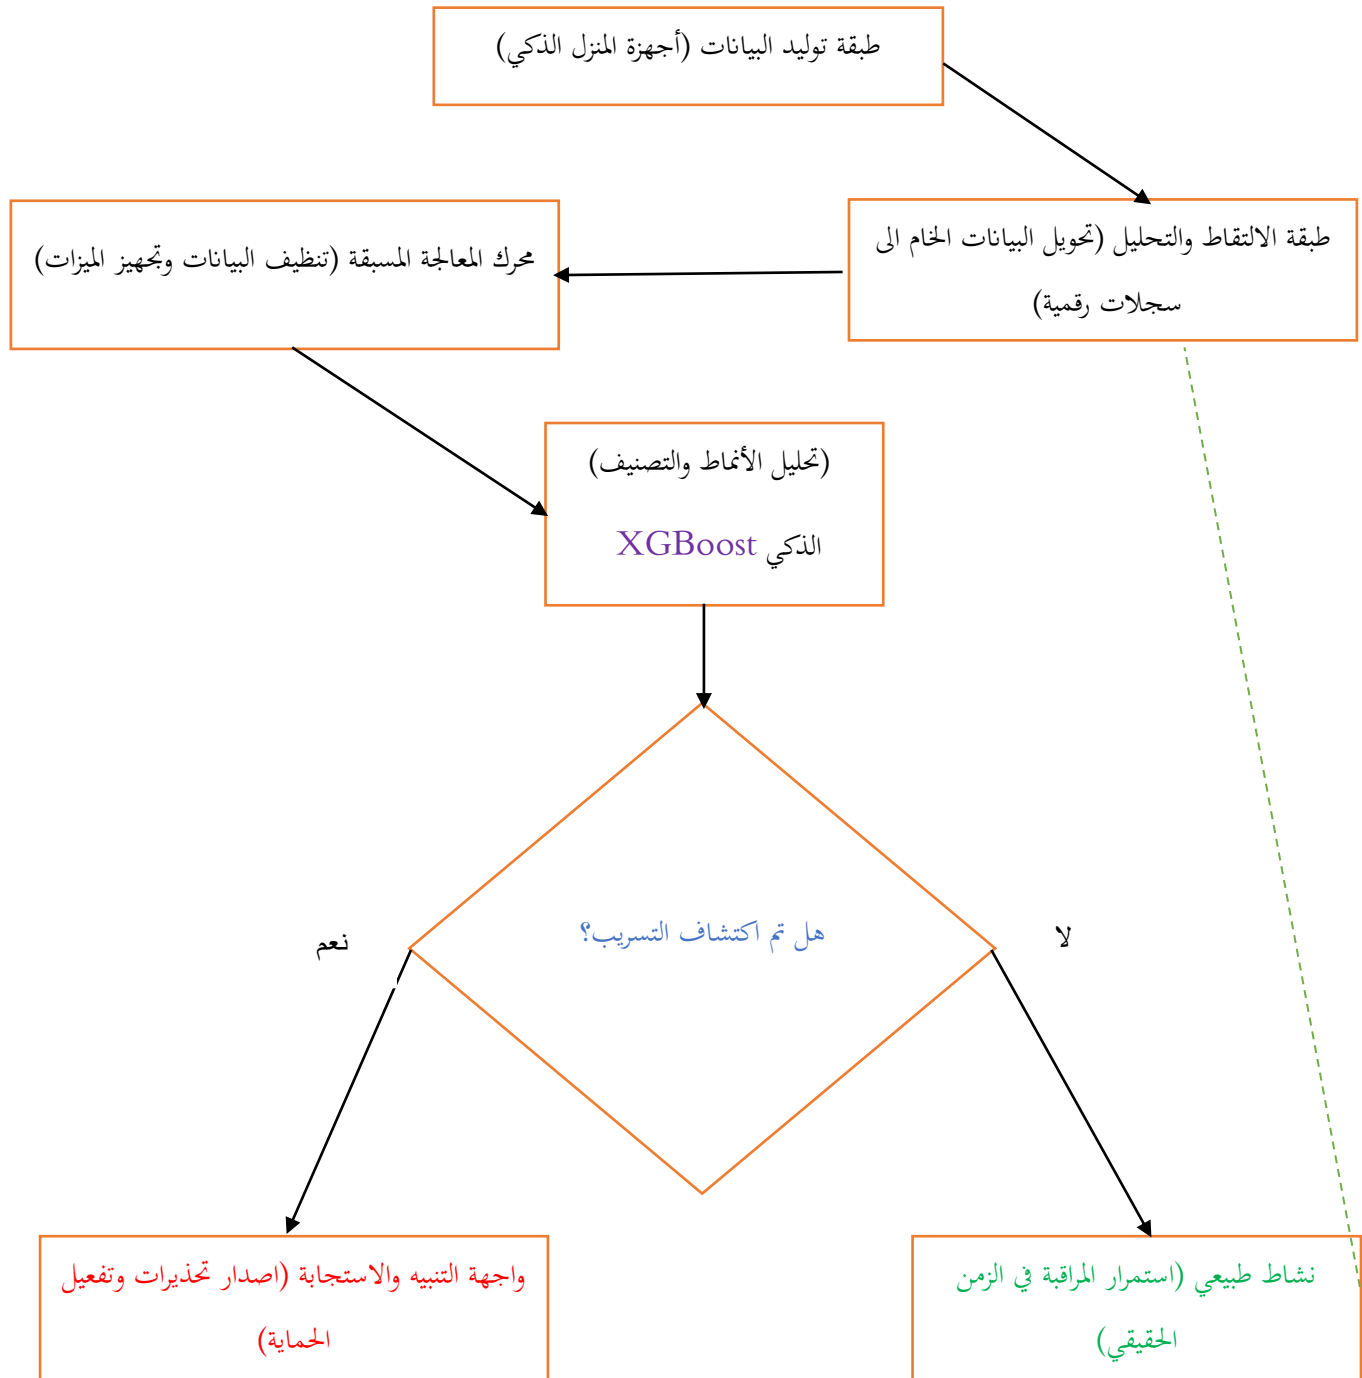 طبقة توليد البيانات (أجهزة المنزل الذكي)
طبقة الالتقاط والتحليل (تحويل البيانات الخام الى
سجلات رقمية)
محرك المعالجة المسبقة (تنظيف البيانات وتجهيز الميزات)
(تحليل الأنماط والتصنيف)
الذكي XGBoost
هل تم اكتشاف التسريب؟
لا
نعم
نشاط طبيعي (استمرار المراقبة في الزمن
الحقيقي)
واجهة التنبيه والاستجابة (اصدار تحذيرات وتفعيل
الحماية)